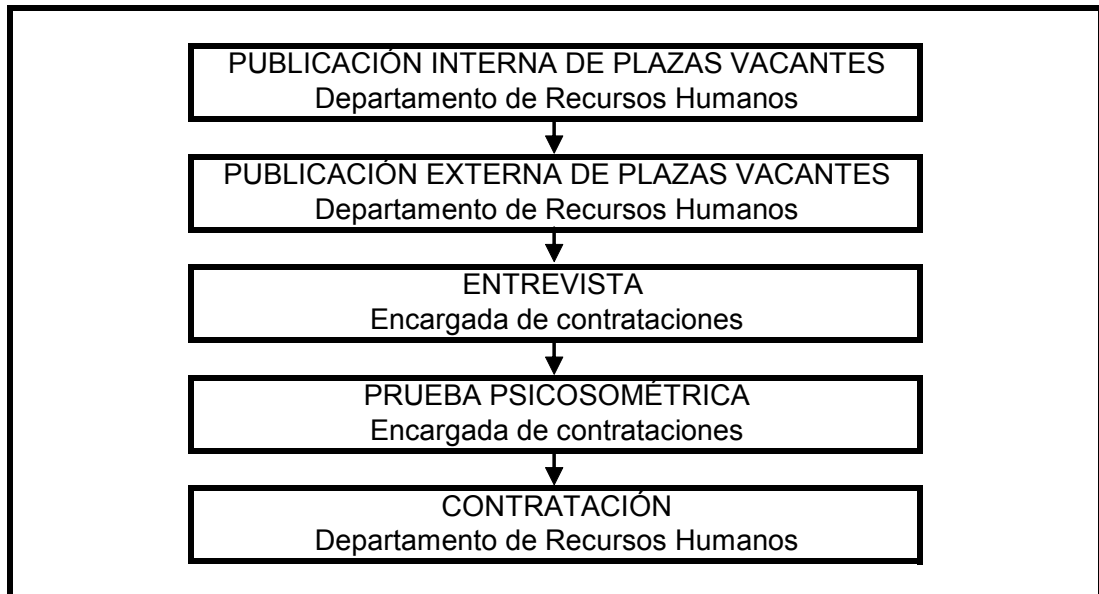 PUBLICACIÓN INTERNA DE PLAZAS VACANTES
Departamento de Recursos Humanos
PUBLICACIÓN EXTERNA DE PLAZAS VACANTES
Departamento de Recursos Humanos
ENTREVISTA
Encargada de contrataciones
PRUEBA PSICOSOMÉTRICA
Encargada de contrataciones
CONTRATACIÓN
Departamento de Recursos Humanos